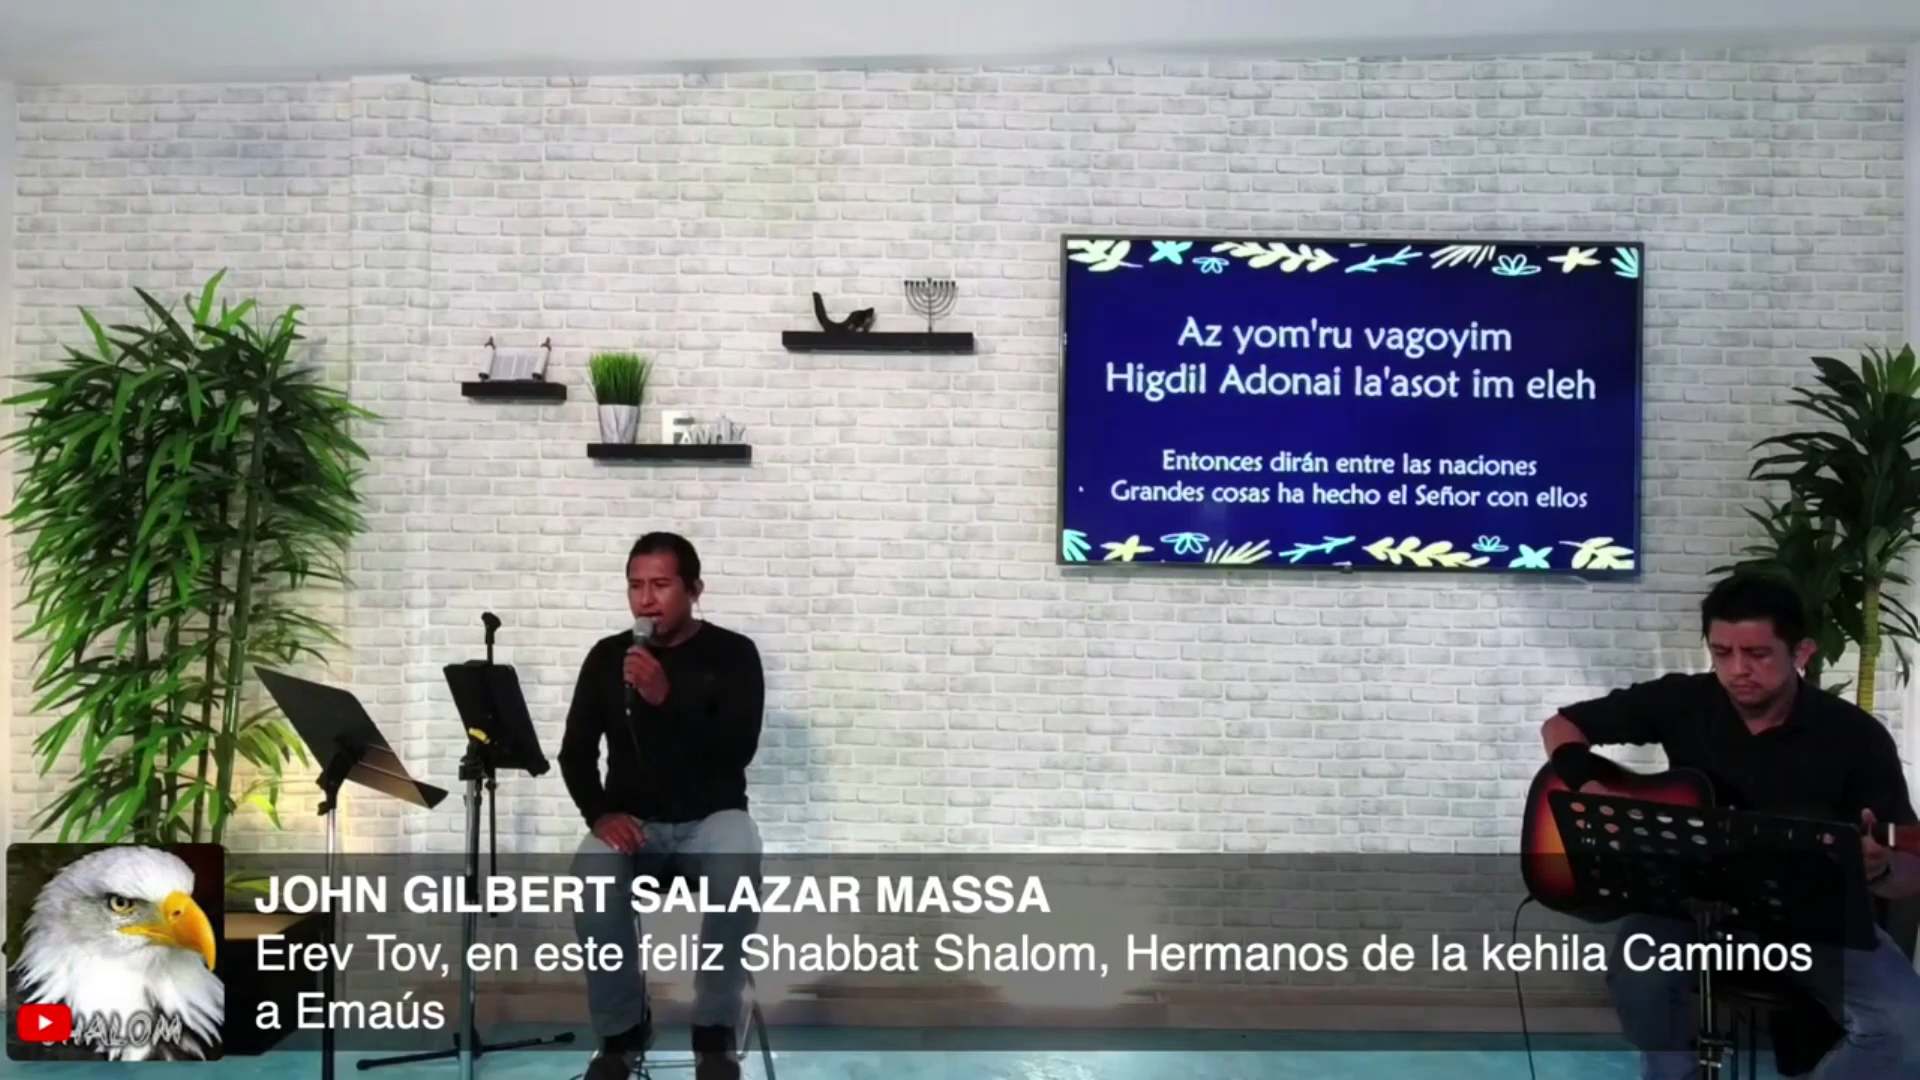 Az yom'ru vagoyim
Higdil Adonai la'asot im eleh
Entonces dirán entre las naciones
Grandes cosas ha hecho el Señor con ellos
FAMILY
JOHN GILBERT SALAZAR MASSA
Erev Tov, en este feliz Shabbat Shalom, Hermanos de la kehila Caminos
a Emaús
SHALOM